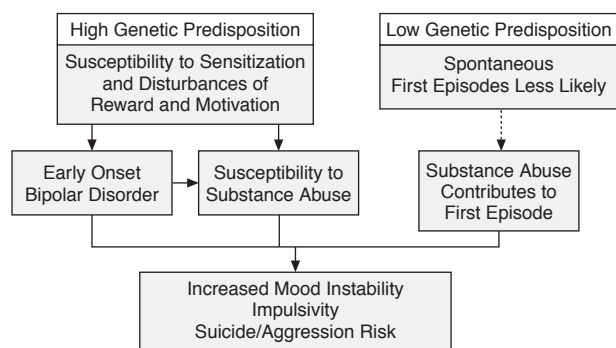 High Genetic Predisposition
Susceptibility to Sensitization
and Disturbances of
Reward and Motivation
Low Genetic Predisposition
Spontaneous
First Episodes Less Likely
Early Onset
Bipolar Disorder
Susceptibility to
Substance Abuse
Substance Abuse
Contributes to
First Episode
Increased Mood Instability
Impulsivity
Suicide/Aggression Risk